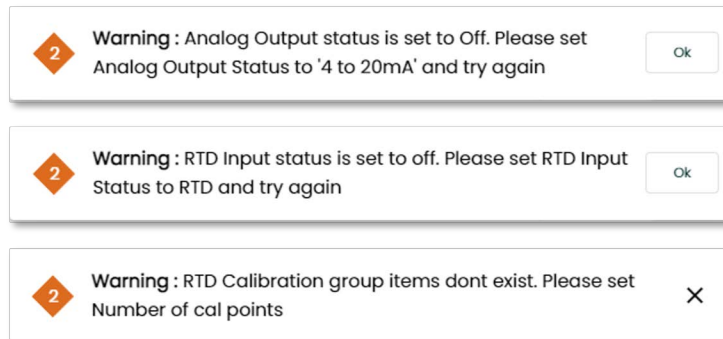 2
Warning : Analog Output status is set to Off. Please set
Analog Output Status to '4 to 20mA' and try again
Ok
2
Warning : RTD Input status is set to off. Please set RTD Input
Status to RTD and try again
Ok
2
Warning : RTD Calibration group items dont exist. Please set
Number of cal points